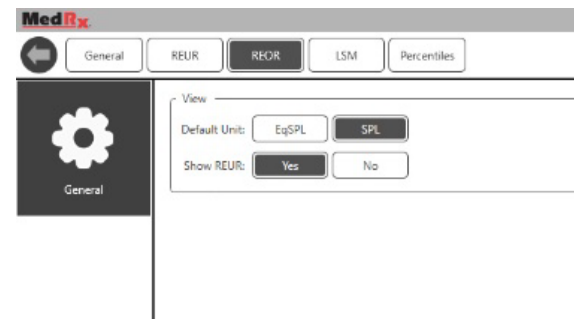 MedRx
General REUR REOR LSM Percentiles
View
Default Unit: EqSPL SPL
Show REUR: Yes No
General